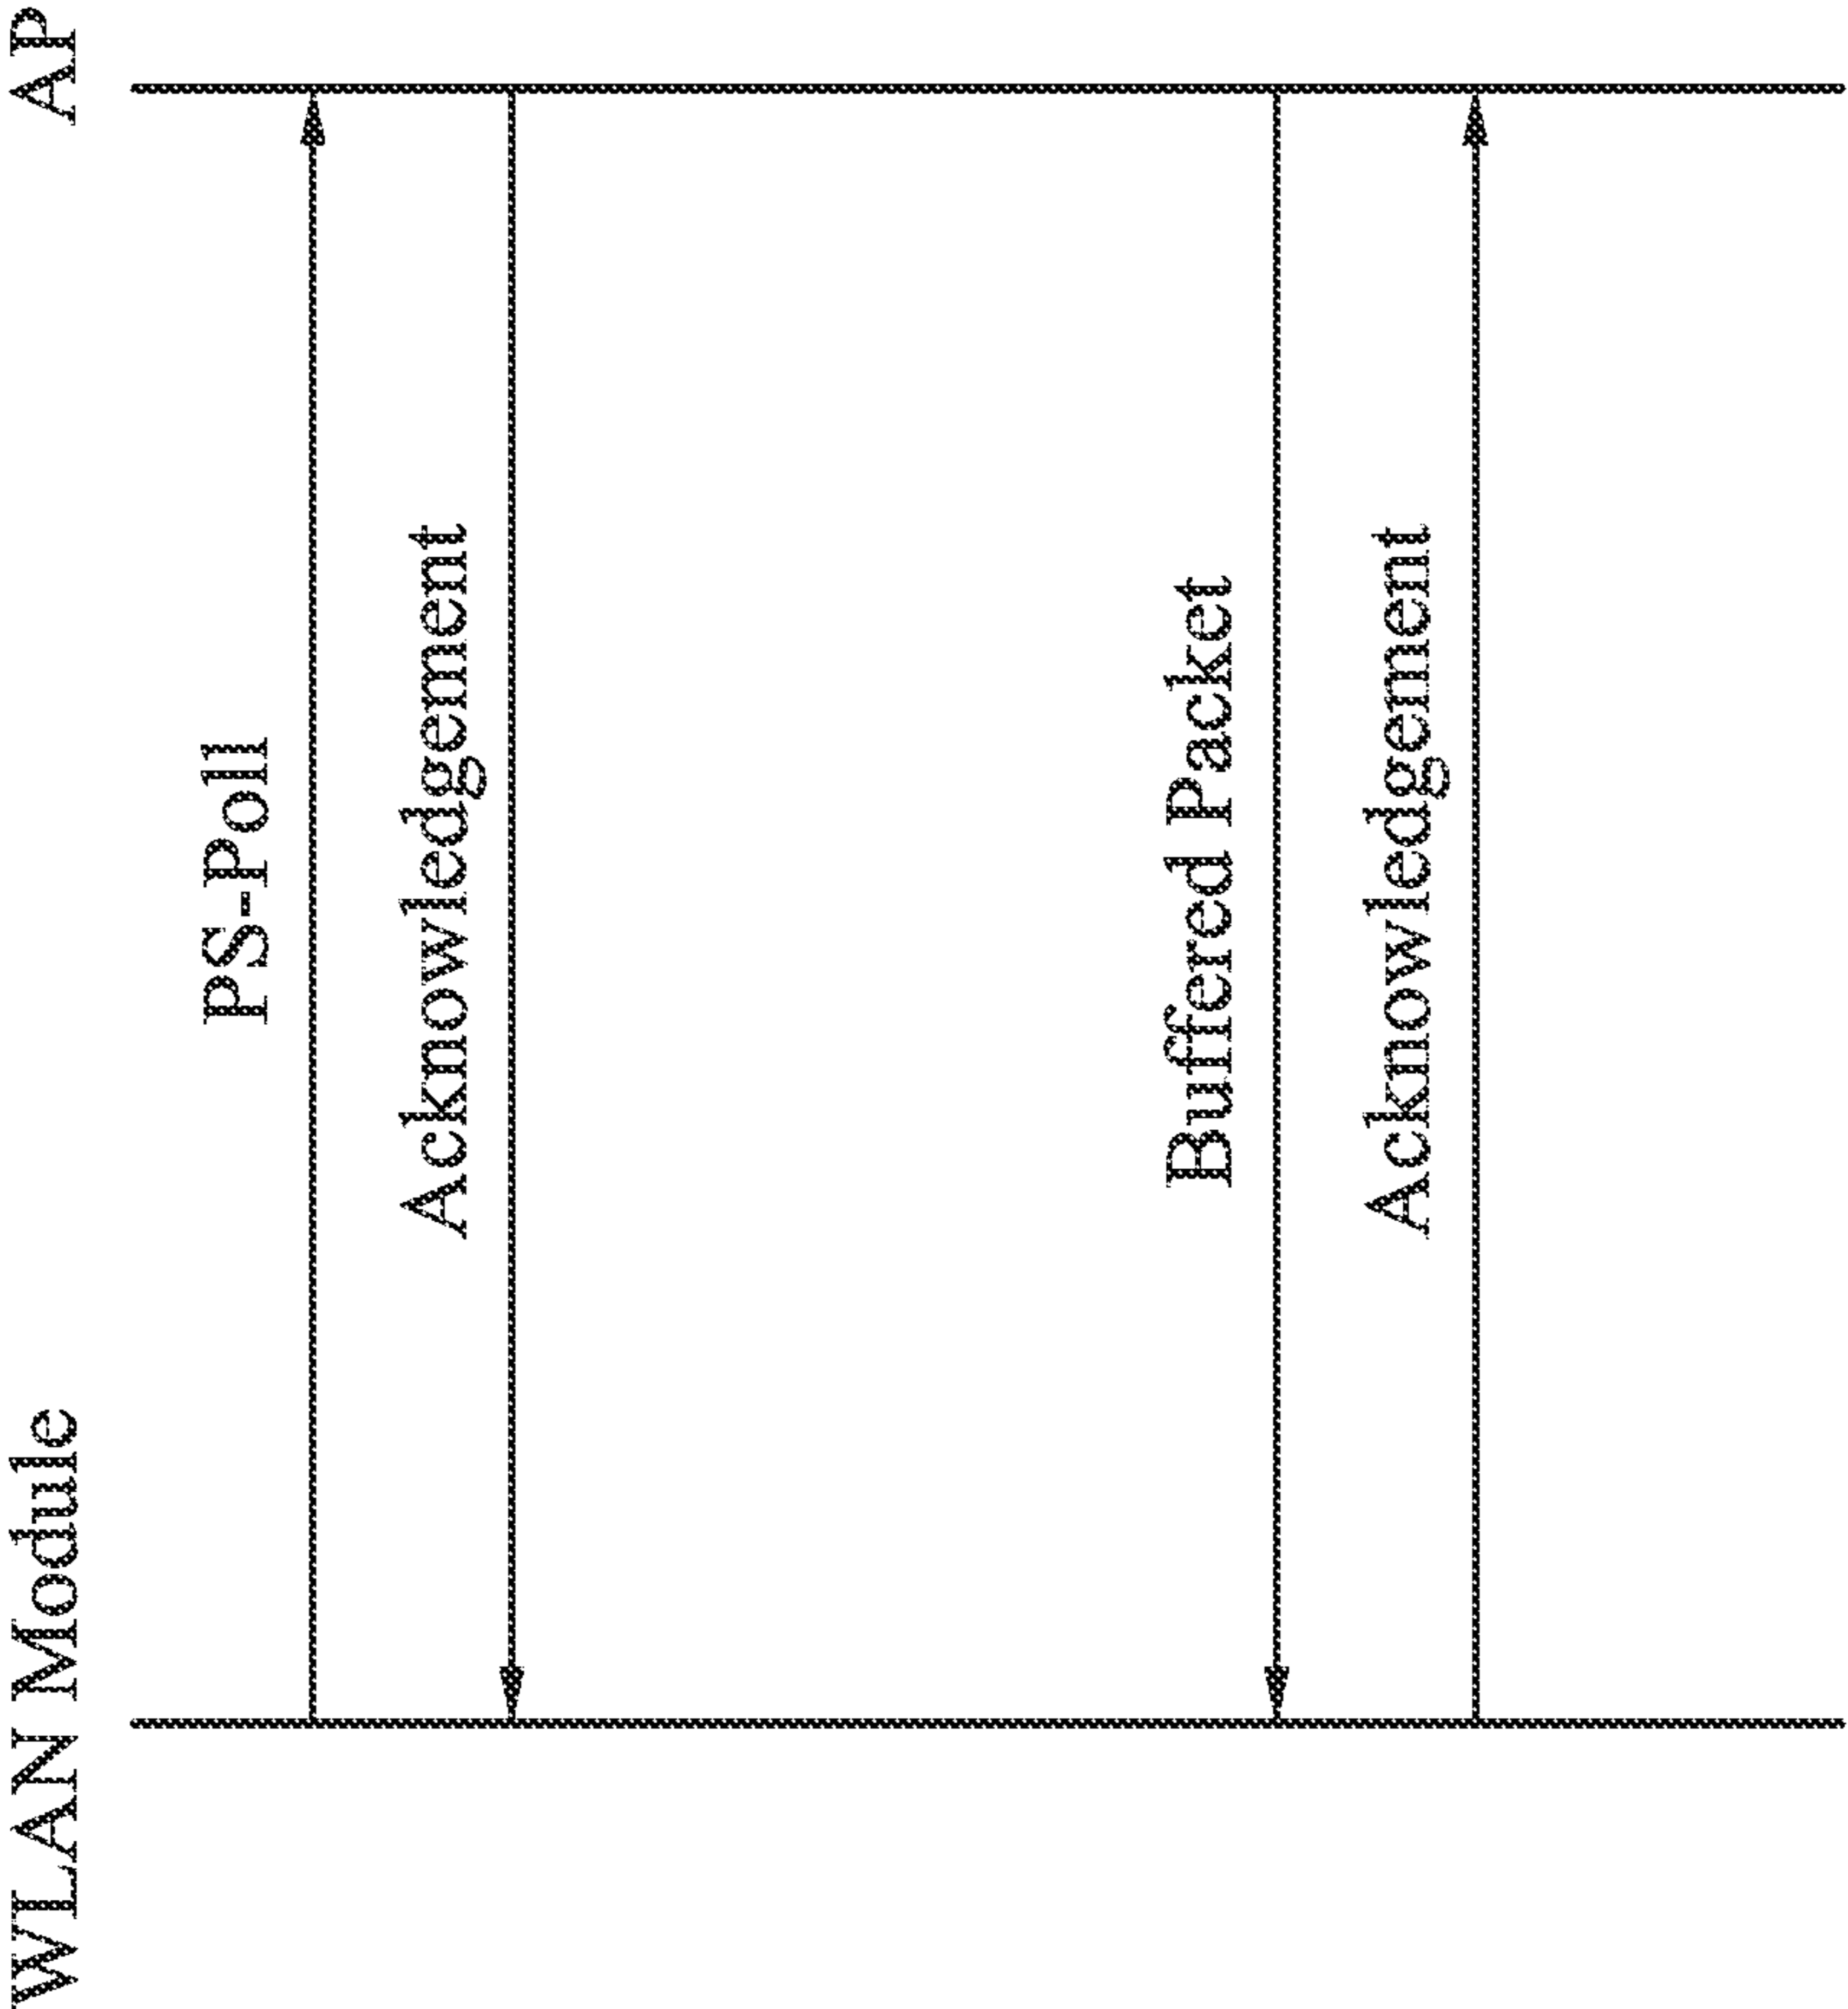 WLAN Module
AP
PS-Poll
Acknowledgement
Buffered Packet
Acknowledgement